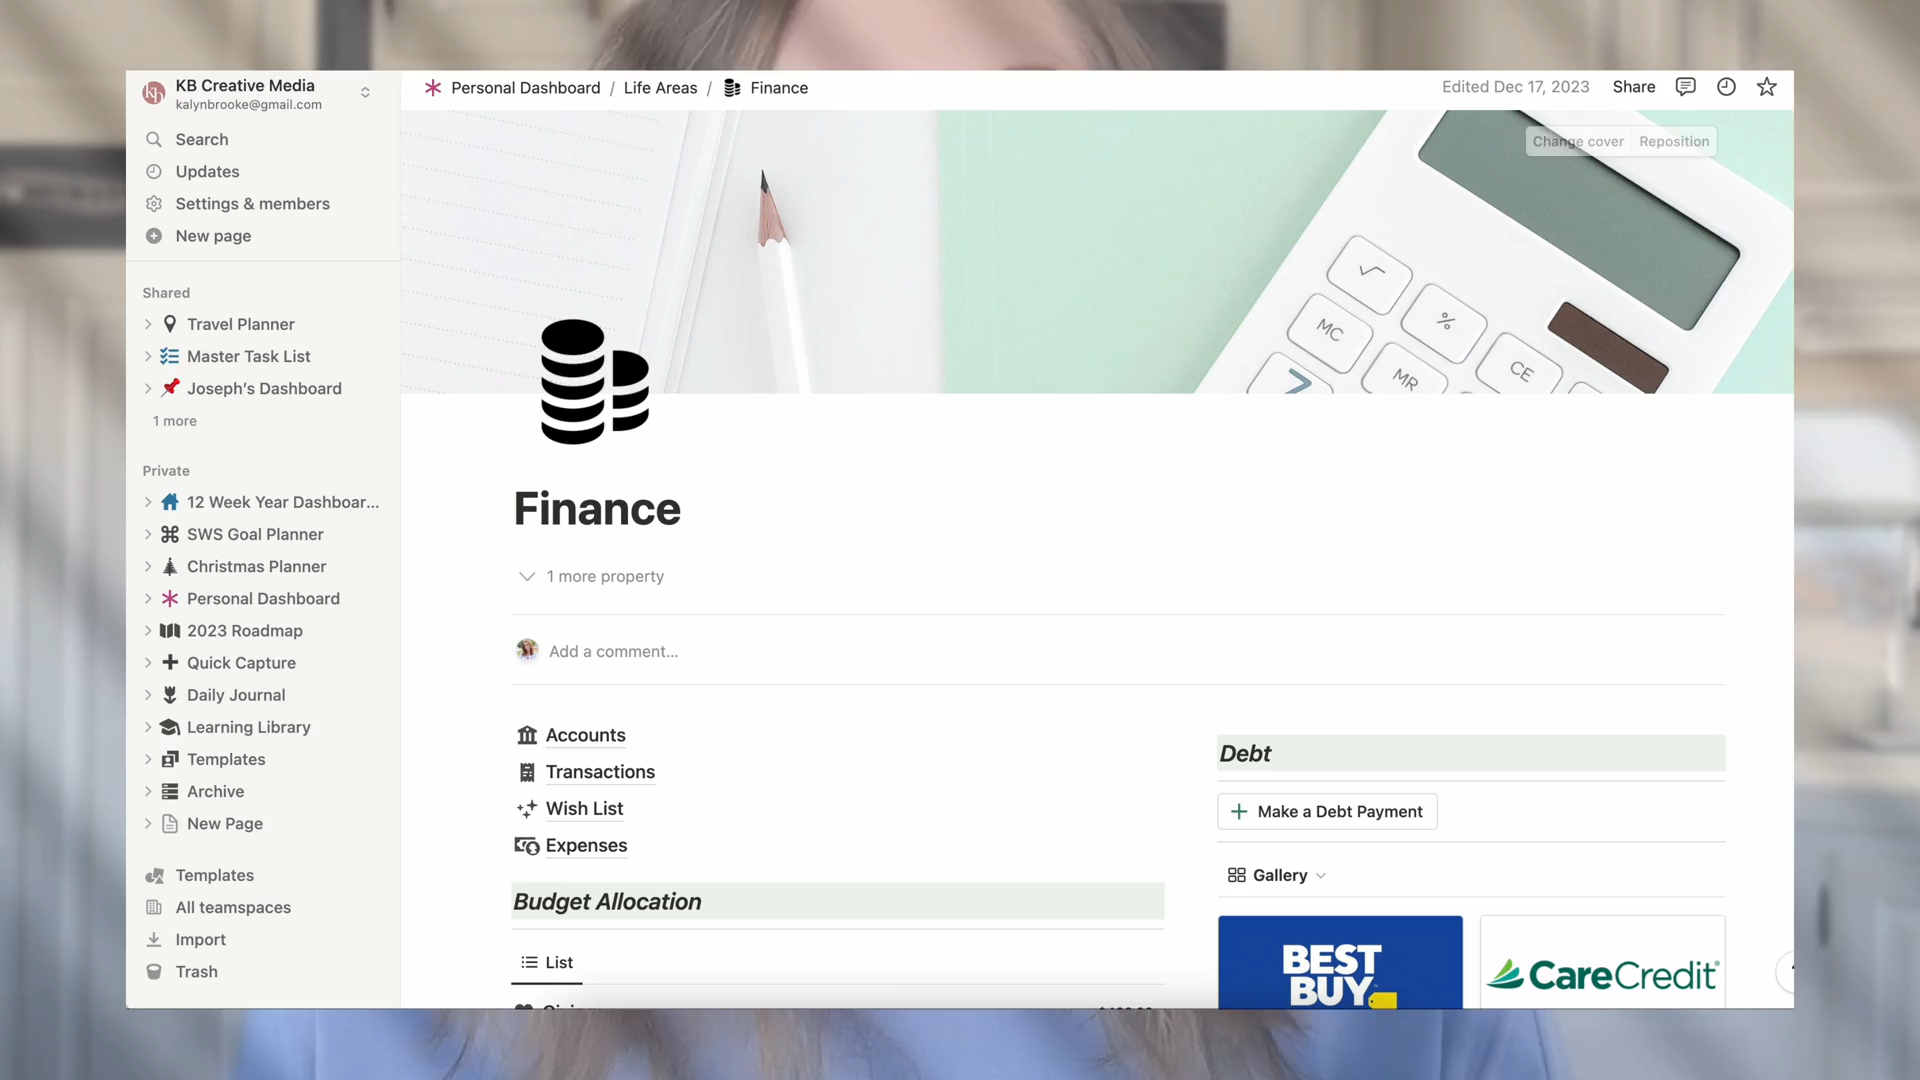 KB Creative Media
kalynbrooke@gmail.com
Search
Updates
Settings & members
New page
Shared
Travel Planner
Master Task List
Joseph's Dashboard
1 more
Private
12 Week Year Dashboar...
SWS Goal Planner
Christmas Planner
Personal Dashboard
2023 Roadmap
Quick Capture
Daily Journal
Learning Library
Templates
Archive
New Page
Templates
All teamspaces
Import
Trash
Personal Dashboard / Life Areas / Finance
Edited Dec 17, 2023 Share
Change cover Reposition
√
MC
%
7
MR
CE
Finance
1 more property
Add a comment...
Accounts
Transactions
Wish List
Expenses
Budget Allocation
List
Debt
Make a Debt Payment
Gallery
BEST
BUY
CareCredit